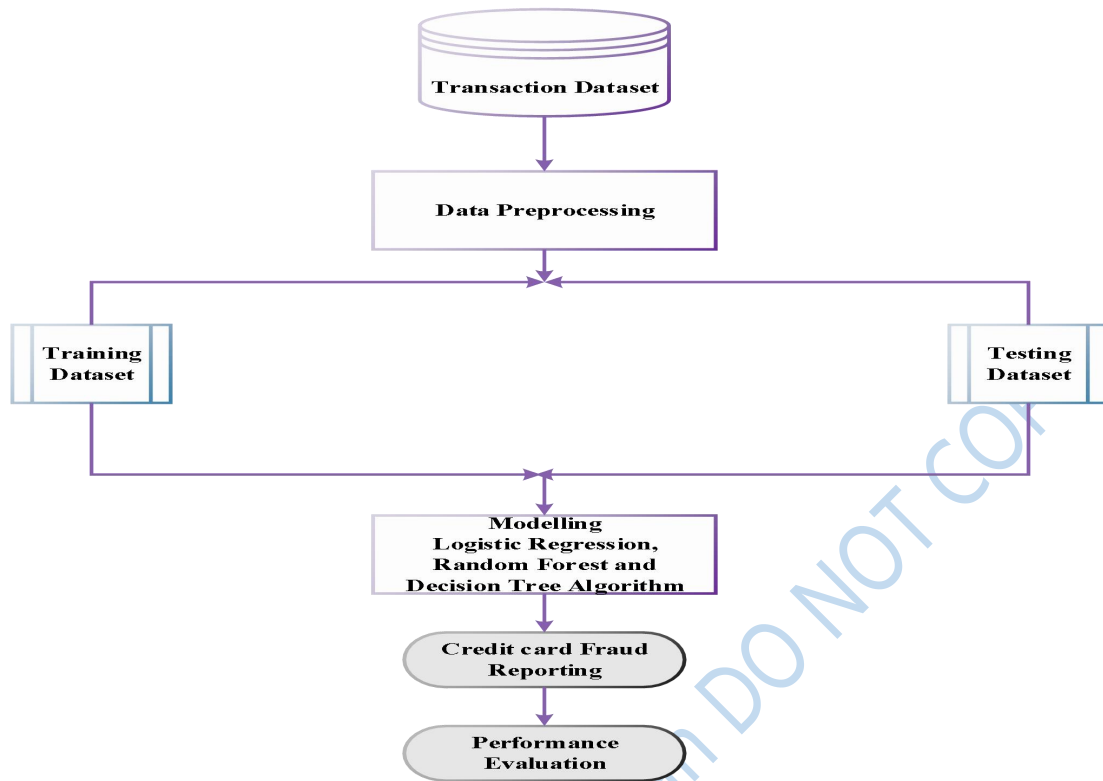 Transaction Dataset
Data Preprocessing
Training
Dataset
Testing
Dataset
Modelling
Logistic Regression,
Random Forest and
Decision Tree Algorithm
Credit card Fraud
Reporting
Performance
Evaluation
DO NOT